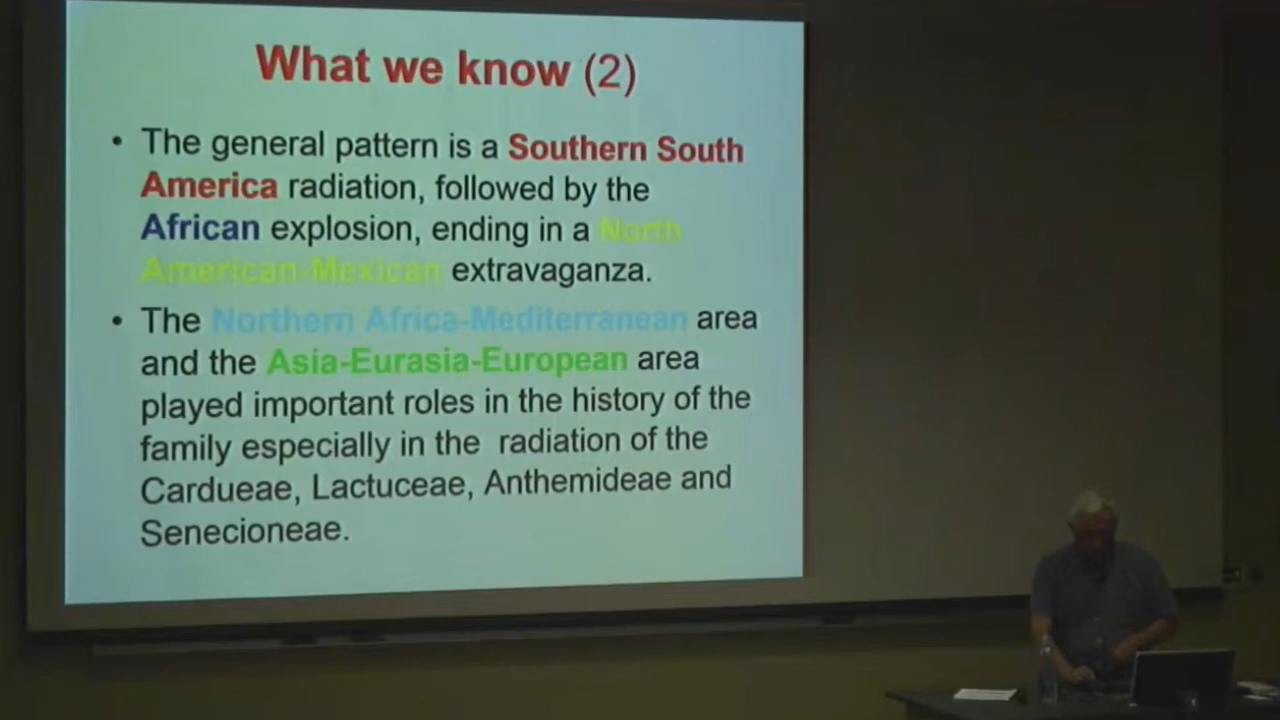 What we know (2)
• The general pattern is a Southern South
America radiation, followed by the
African explosion, ending in a North
American-Mexican extravaganza.
• The Northern Africa-Mediterranean area
and the Asia-Eurasia-European area
played important roles in the history of the
family especially in the radiation of the
Cardueae, Lactuceae, Anthemideae and
Senecioneae.